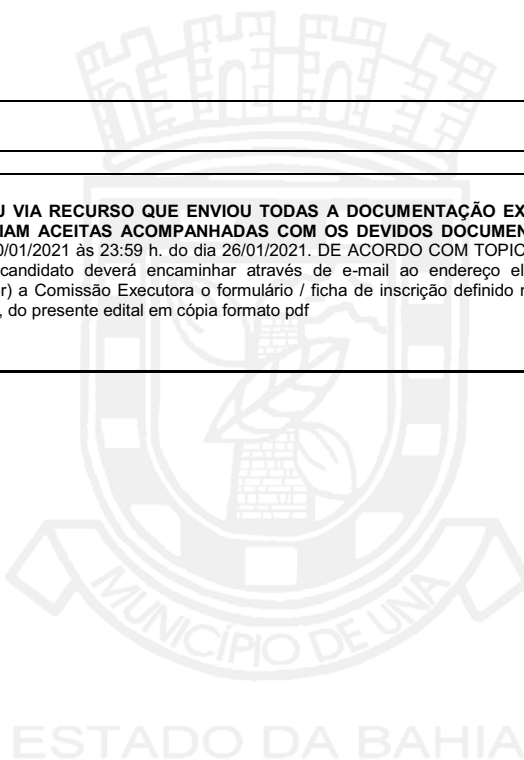 U VIA RECURSO QUE ENVIOU TODAS A DOCUMENTAÇÃO EX
IAM ACEITAS ACOMPANHADAS COM OS DEVIDOS DOCUMEN
0/01/2021 às 23:59 h. do dia 26/01/2021. DE ACORDO COM TOPIC
candidato deverá encaminhar através de e-mail ao endereço el
er) a Comissão Executora o formulário / ficha de inscrição definido n
, do presente edital em cópia formato pdf
MUNICÍPIO DE UNA
ESTADO DA BAHIA